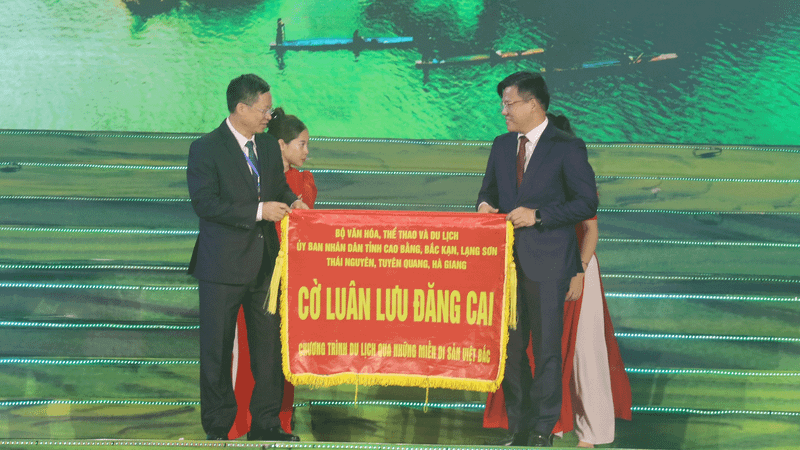 BỘ VĂN HÓA, THỂ THAO VÀ DU LỊCH
ỦY BAN NHÂN DÂN TỈNH CAO BẰNG, BẮC KẠN, LẠNG SƠN
THÁI NGUYÊN, TUYÊN QUANG, HÀ GIANG
CỜ LUÂN LƯU ĐĂNG CAI
CHƯƠNG TRÌNH DU LỊCH QUA NHỮNG MIỀN DI SẢN VIỆT BẮC